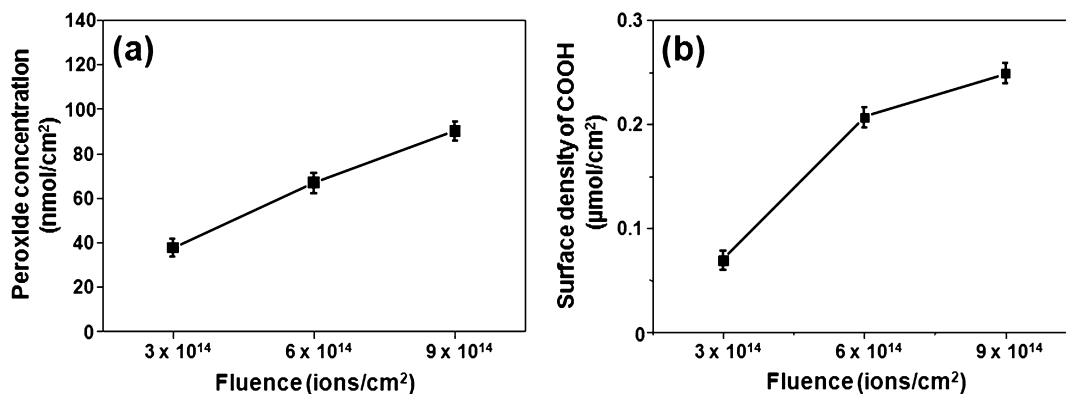 (a)
Peroxide concentration
(nmol/cm²)
140
120
100
80
60
40
20
0
3 x 10¹⁴
6 x 10¹⁴
9 x 10¹⁴
Fluence (ions/cm²)
(b)
Surface density of COOH
(µmol/cm²)
0.3
0.2
0.1
0
3 x 10¹⁴
6 x 10¹⁴
9 x 10¹⁴
Fluence (ions/cm²)